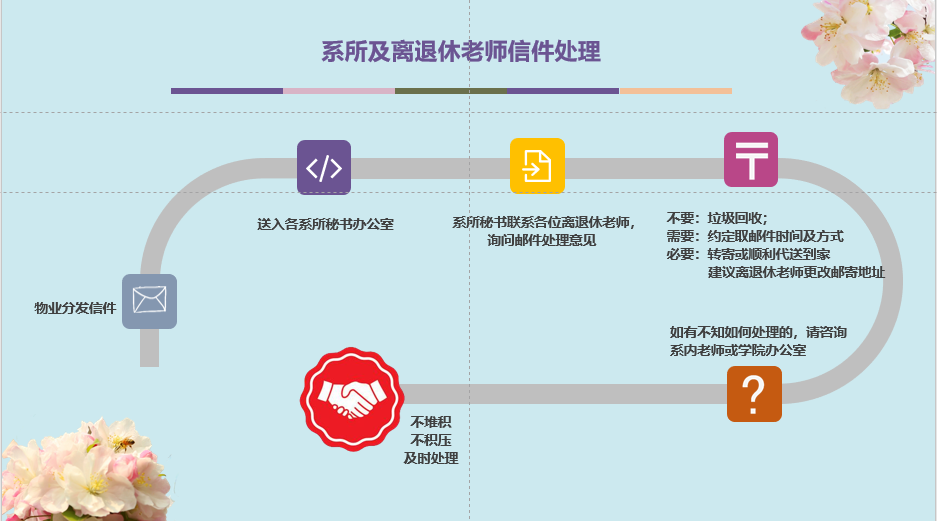 系所及离退休老师信件处理
送入各系所秘书办公室
系所秘书联系各位离退休老师，
询问邮件处理意见
不要：垃圾回收；
需要：约定取邮件时间及方式
必要：转寄或顺利代送到家
建议离退休老师更改邮寄地址
物业分发信件
如有不知如何处理的，请咨询
系内老师或学院办公室
不堆积
不积压
及时处理